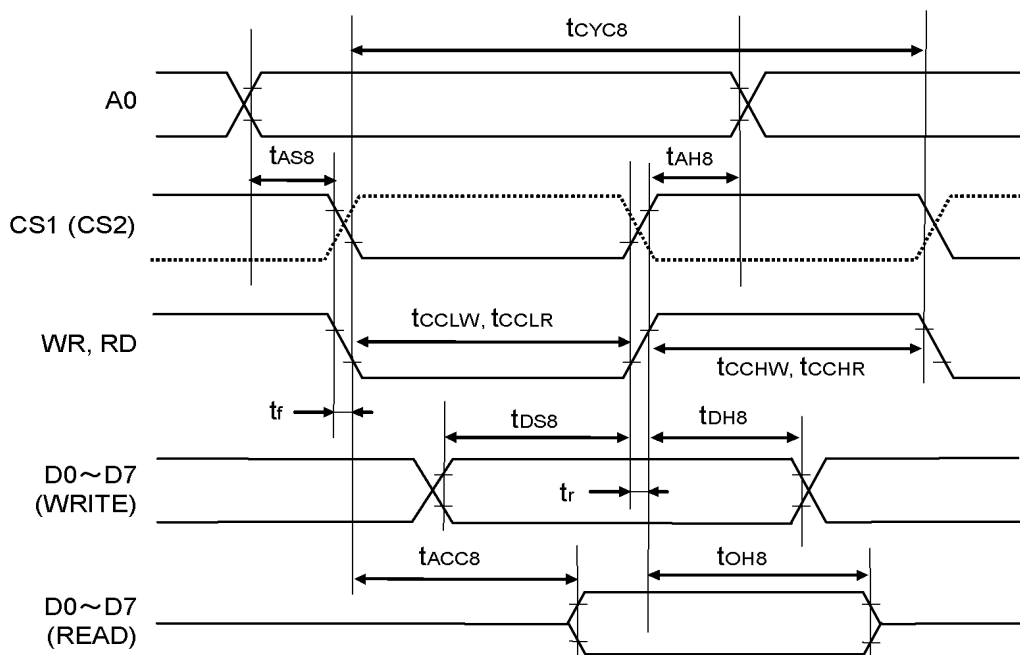 tCYC8
A0
tAS8
tAH8
CS1 (CS2)
tCCLW, tCCLR
WR, RD
tCCHW, tCCHR
tf
tDS8
tDH8
D0～D7
(WRITE)
tr
tACC8
tOH8
D0～D7
(READ)